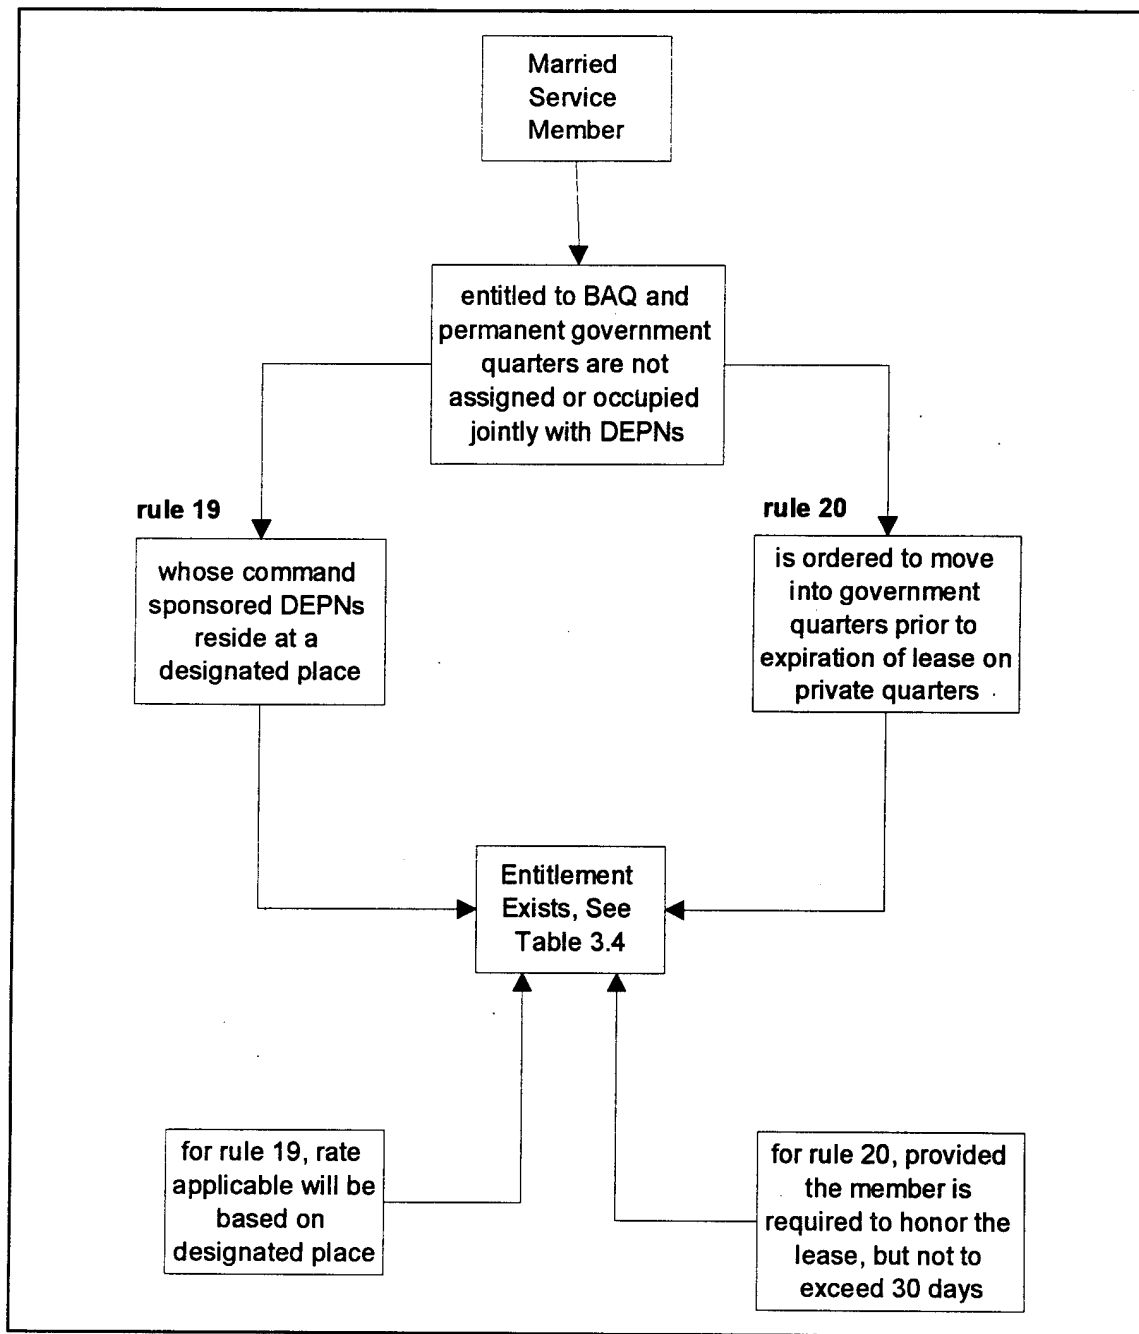 Married
Service
Member
entitled to BAQ and
permanent government
quarters are not
assigned or occupied
jointly with DEPNs
rule 19
whose command
sponsored DEPNs
reside at a
designated place
rule 20
is ordered to move
into government
quarters prior to
expiration of lease on
private quarters
Entitlement
Exists, See
Table 3.4
for rule 19, rate
applicable will be
based on
designated place
for rule 20, provided
the member is
required to honor the
lease, but not to
exceed 30 days